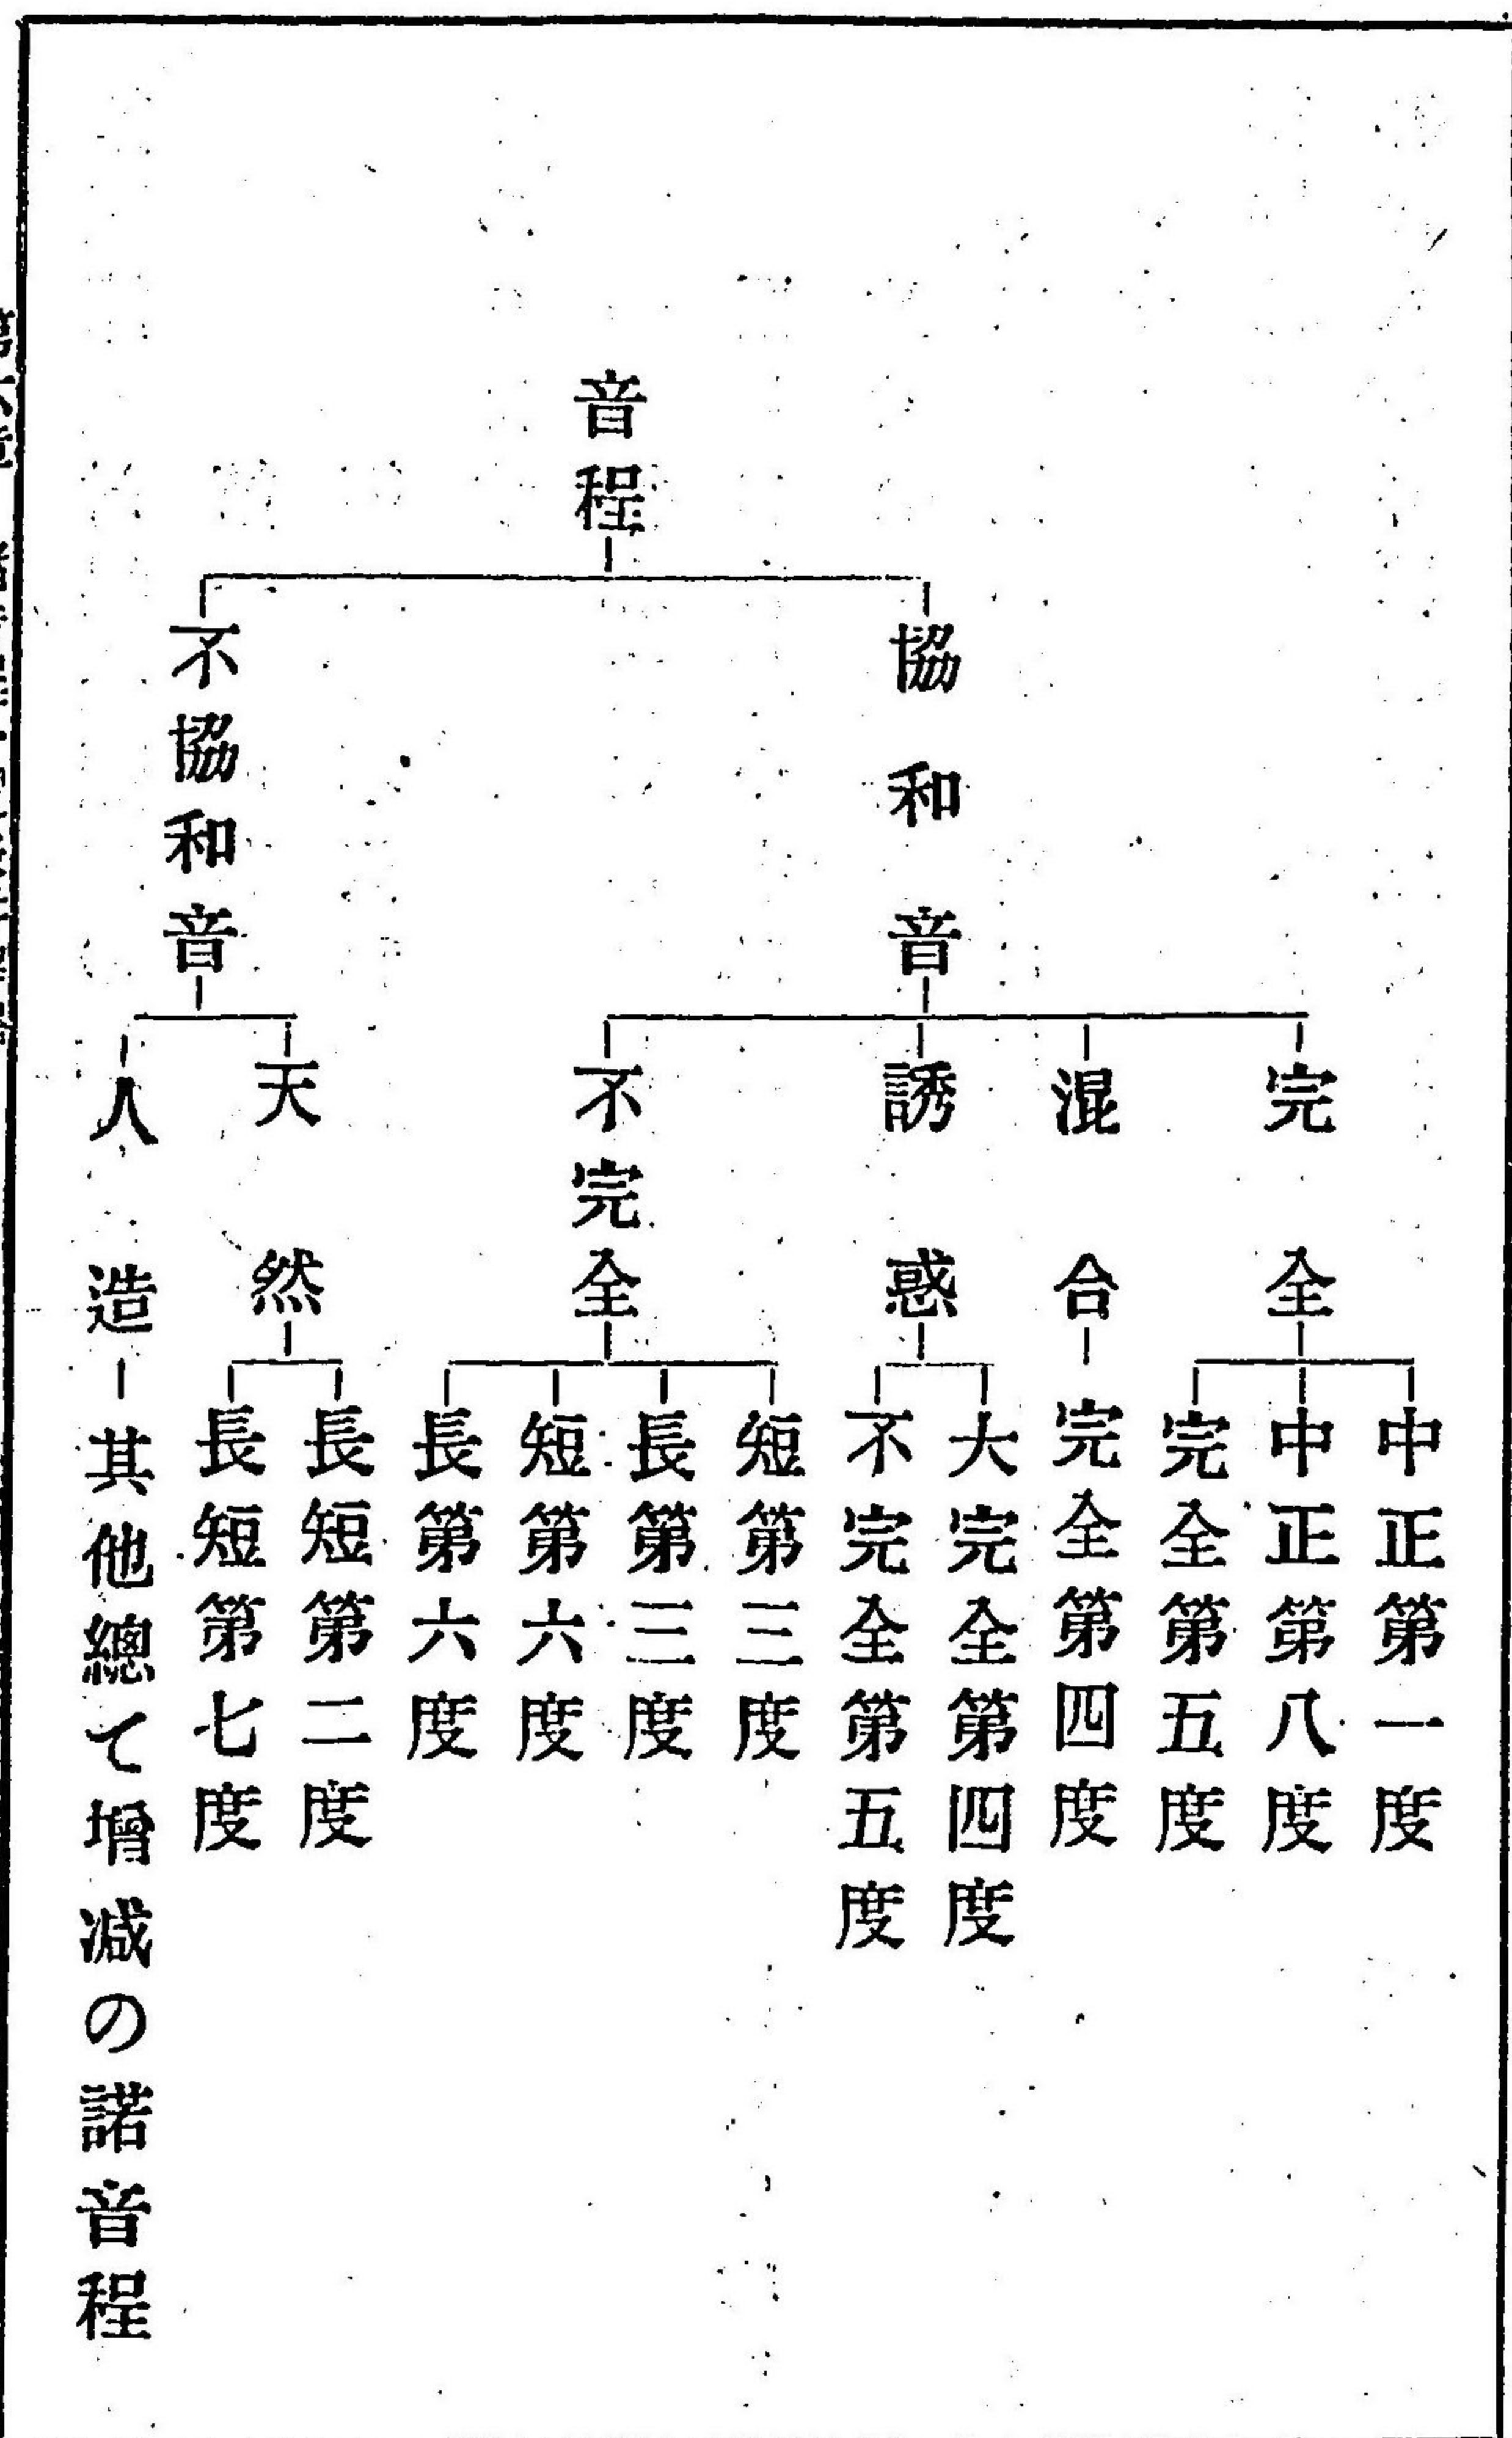 音程
協和音
完全
中正第一度
中正第八度
完全第五度
混合
完全第四度
誘惑
大完全第四度
不完全第五度
不完全
短第三度
長第三度
短第六度
長第六度
不協和音
天然
長短第二度
長短第七度
人造
其他總て増減の諾音程